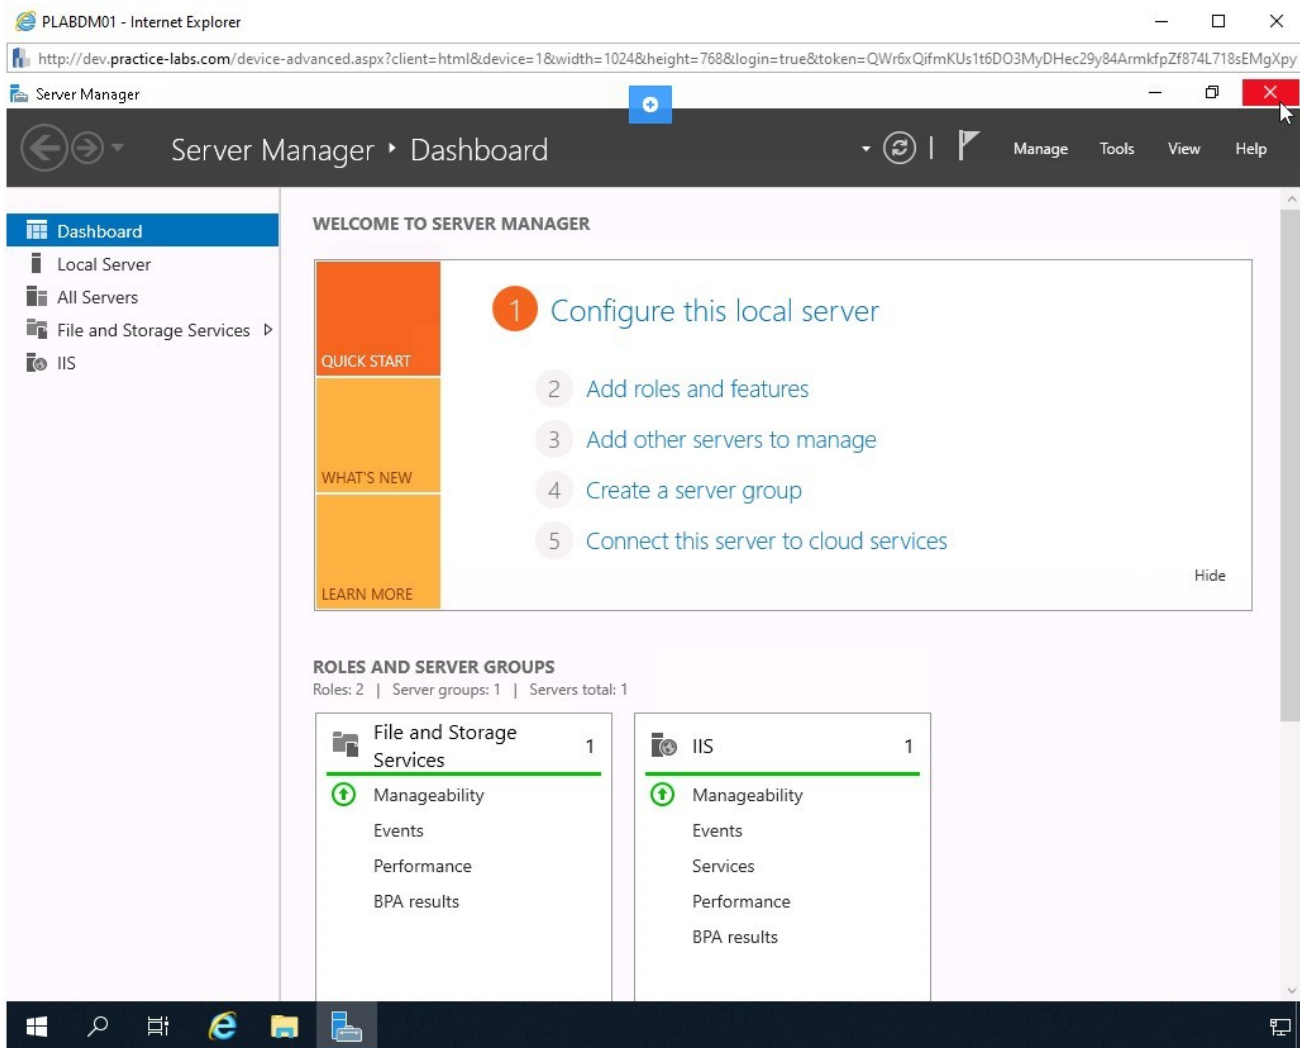 PLABDM01 - Internet Explorer
http://dev.practice-labs.com/device-advanced.aspx?client=html&device=1&width=1024&height=768&login=true&token=QWr6xQifmKUs1t6DO3MyDHec29y84ArmkfpZf874L718sEMgXpy
Server Manager
Server Manager ‣ Dashboard
Manage Tools View Help
Dashboard
Local Server
All Servers
File and Storage Services
IIS
WELCOME TO SERVER MANAGER
QUICK START
WHAT'S NEW
LEARN MORE
1 Configure this local server
2 Add roles and features
3 Add other servers to manage
4 Create a server group
5 Connect this server to cloud services
Hide
ROLES AND SERVER GROUPS
Roles: 2 | Server groups: 1 | Servers total: 1
File and Storage
Services 1
Manageability
Events
Performance
BPA results
IIS 1
Manageability
Events
Services
Performance
BPA results